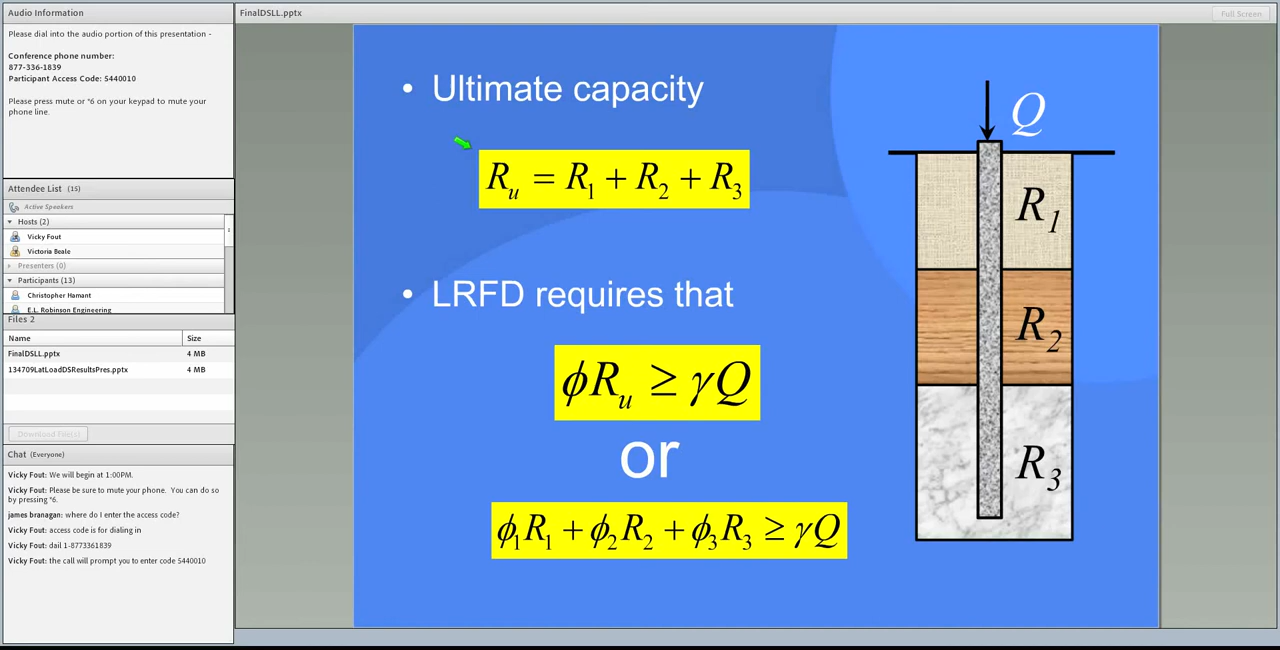 Audio Information
Please dial into the audio portion of this presentation -
Conference phone number:
877-336-1839
Participant Access Code: 5440010
Please press mute or *6 on your keypad to mute your
phone line.
Attendee List (15)
Active Speakers
Hosts (2)
Vicky Fout
Victoria Beale
Presenters (0)
Participants (13)
Christopher Hamant
E.L. Robinson Engineering
Files 2
Name Size
FinalDSLL.pptx 4 MB
134709LatLoadDSResultsPres.pptx 4 MB
Download File(s)
Chat (Everyone)
Vicky Fout: We will begin at 1:00PM.
Vicky Fout: Please be sure to mute your phone. You can do so
by pressing *6.
james branagan: where do I enter the access code?
Vicky Fout: access code is for dialing in
Vicky Fout: dail 1-8773361839
Vicky Fout: the call will prompt you to enter code 5440010
FinalDSLL.pptx
Full Screen
• Ultimate capacity
R_u = R_1 + R_2 + R_3
• LRFD requires that
ϕR_u ≥ γQ
or
ϕ_1R_1 + ϕ_2R_2 + ϕ_3R_3 ≥ γQ
Q
R_1
R_2
R_3